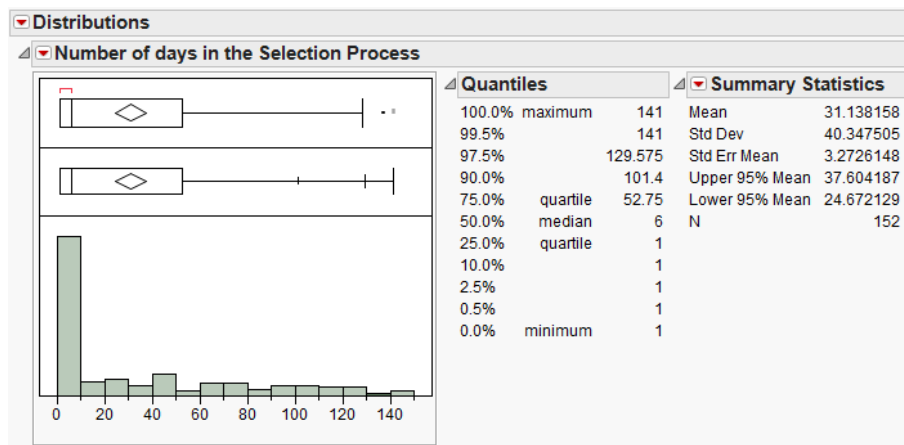 Distributions
Number of days in the Selection Process
0 20 40 60 80 100 120 140
Quantiles
100.0% maximum 141
99.5% 141
97.5% 129.575
90.0% 101.4
75.0% quartile 52.75
50.0% median 6
25.0% quartile 1
10.0% 1
2.5% 1
0.5% 1
0.0% minimum 1
Summary Statistics
Mean 31.138158
Std Dev 40.347505
Std Err Mean 3.2726148
Upper 95% Mean 37.604187
Lower 95% Mean 24.672129
N 152